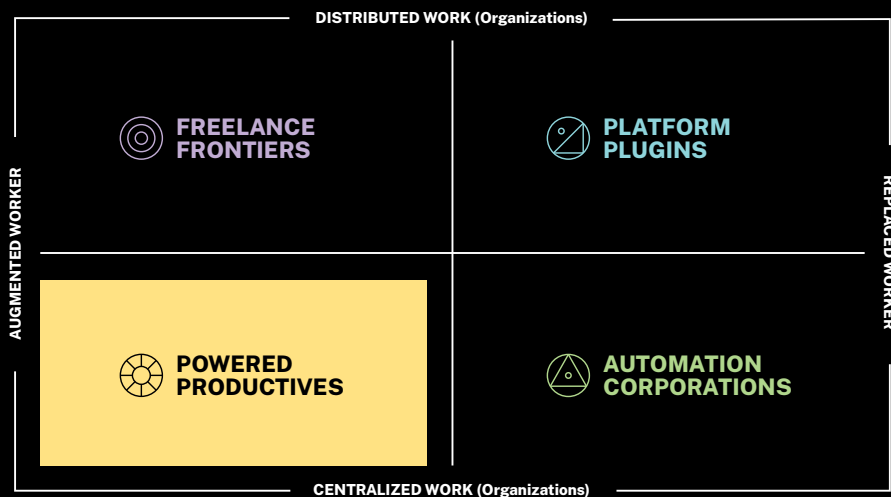 DISTRIBUTED WORK (Organizations)
FREELANCE
FRONTIERS
PLATFORM
PLUGINS
AUGMENTED WORKER
REPLACED WORKER
POWERED
PRODUCTIVES
AUTOMATION
CORPORATIONS
CENTRALIZED WORK (Organizations)